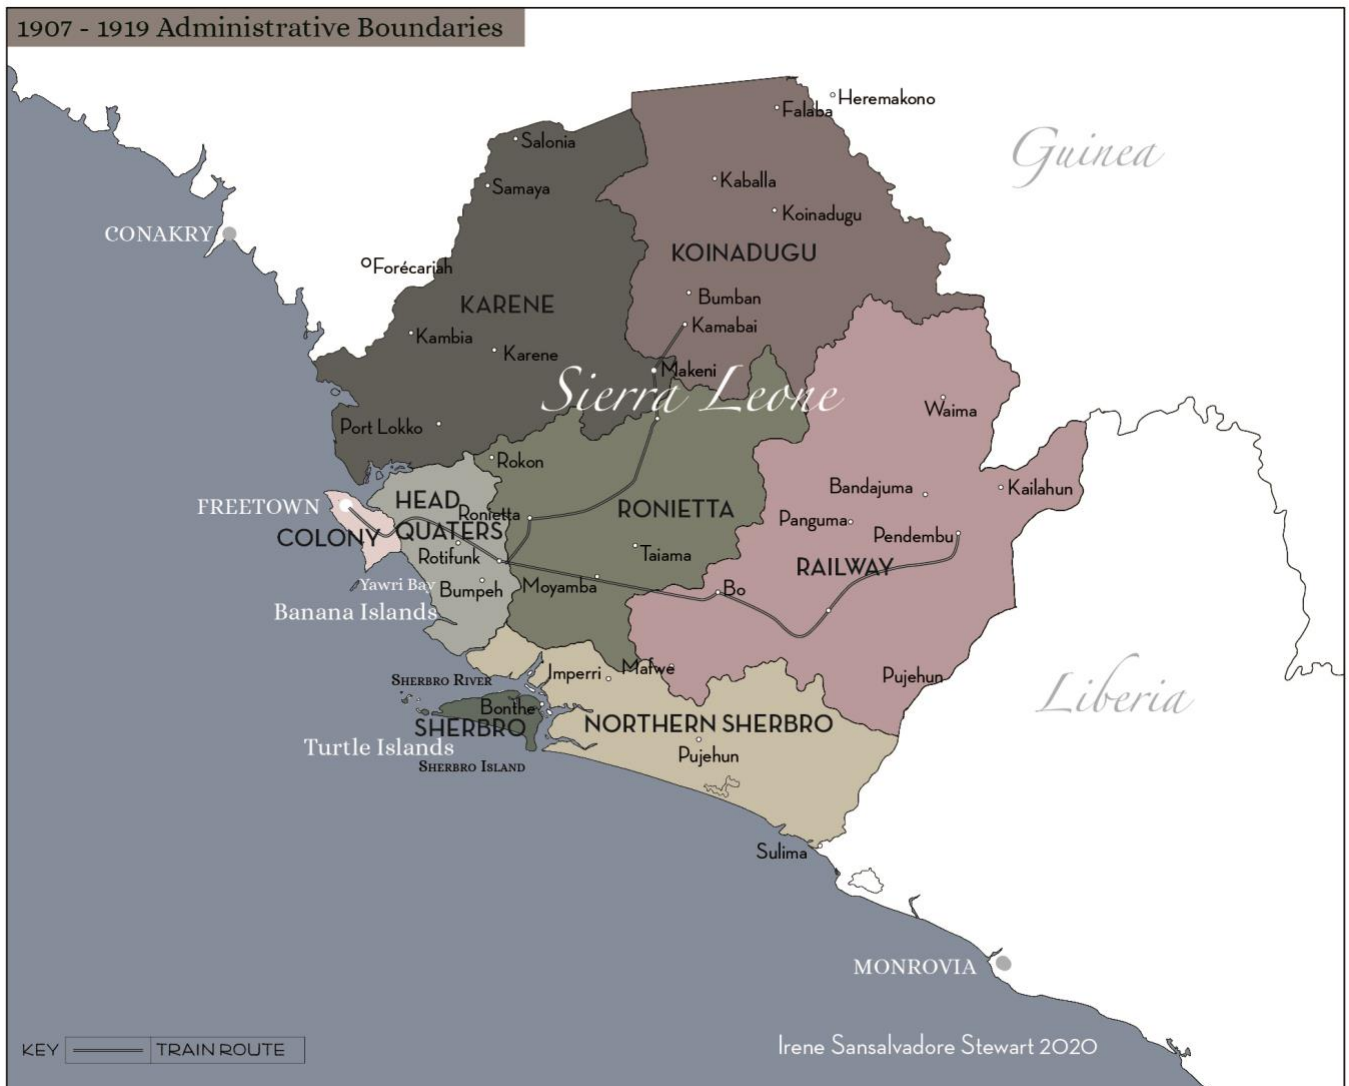 1907 - 1919 Administrative Boundaries
Heremakono
Falaba
Salonia
Guinea
Kaballa
Samaya
Koinadugu
CONAKRY
KOINADUGU
Forécariah
Bumban
KARENE
Kamabai
Kambia
Karene
Makeni
Sierra Leone
Waima
Port Lokko
Rokon
Bandajuma
Kailahun
HEAD
QUATERS
FREETOWN
Ronietta
RONIETTA
Panguma
COLONY
Pendembu
Rotifunk
Taiama
RAILWAY
Yawri Bay
Bumpeh
Moyamba
Bo
Banana Islands
Mafwe
Imperri
Pujehun
SHERBRO RIVER
Liberia
Bonthe
SHERBRO
NORTHERN SHERBRO
Turtle Islands
Pujehun
SHERBRO ISLAND
Sulima
MONROVIA
KEY
TRAIN ROUTE
Irene Sansalvadore Stewart 2020